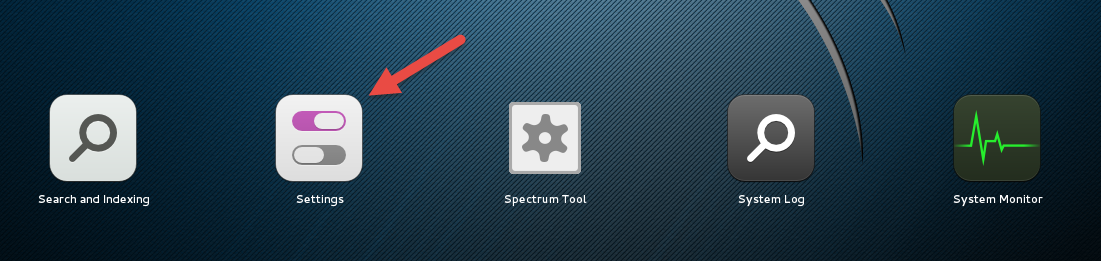 Search and Indexing
Settings
Spectrum Tool
System Log
System Monitor